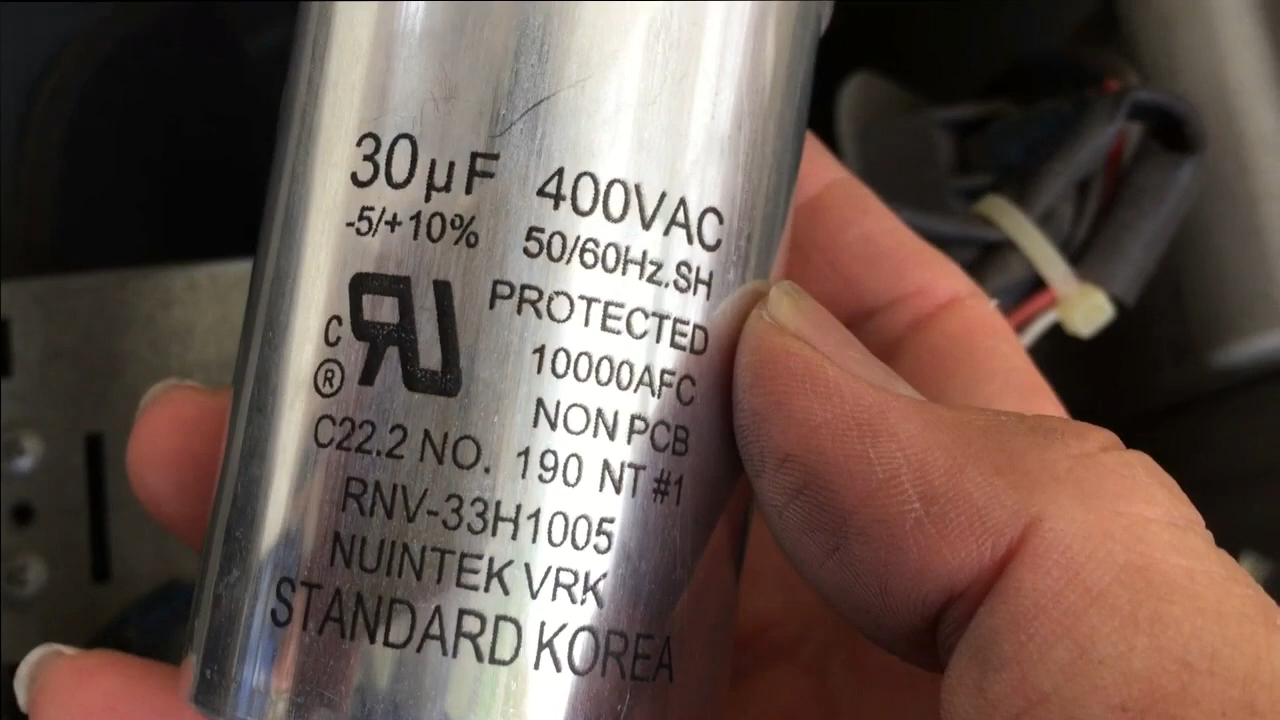 30µF 400VAC
-5/+10% 50/60Hz.SH
PROTECTED
10000AFC
NON PCB
C RU
®
C22.2 NO. 190 NT #1
RNV-33H1005
NUINTEK VRK
STANDARD KOREA